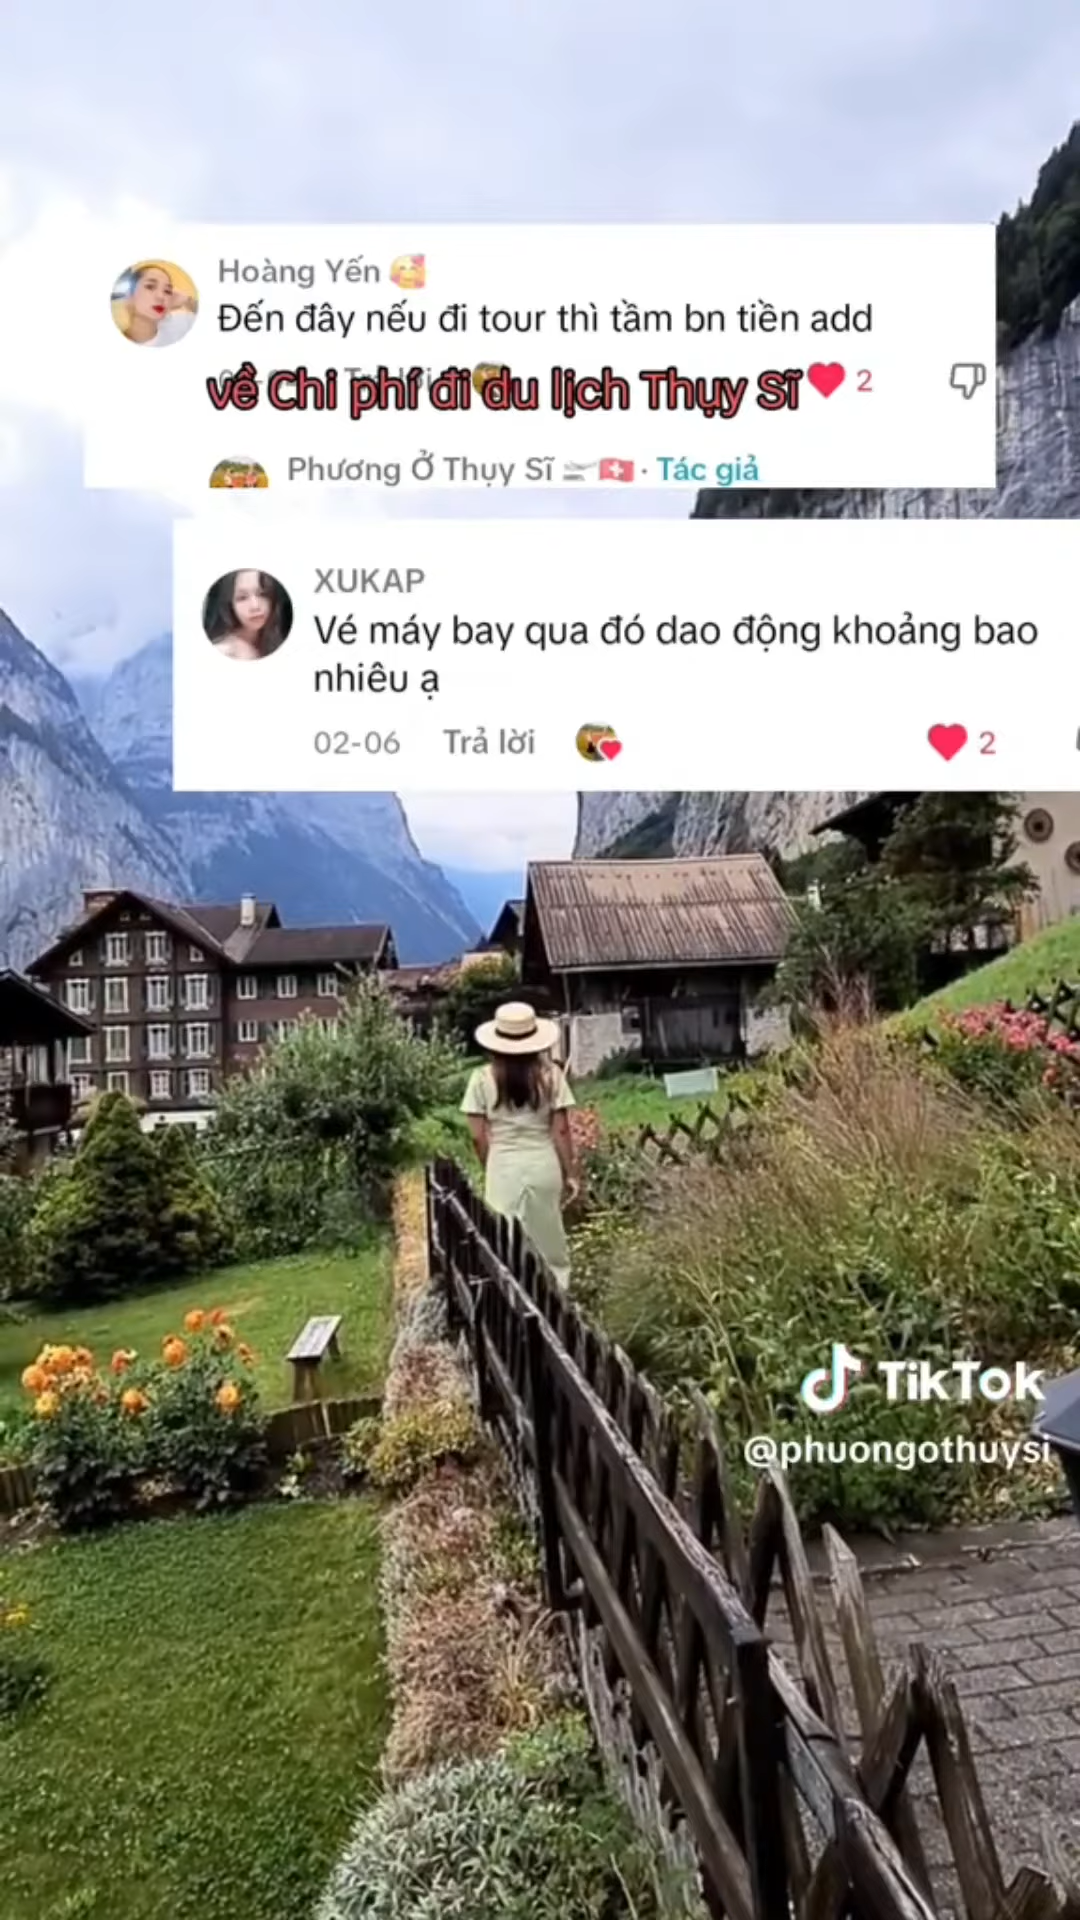 Hoàng Yến 🥰
Đến đây nếu đi tour thì tầm bn tiền add
về Chi phí đi du lịch Thụy Sĩ
2
Phương Ở Thụy Sĩ 🛫🇨🇭 · Tác giả
XUKAP
Vé máy bay qua đó dao động khoảng bao
nhiêu ạ
02-06 Trả lời 2
TikTok
@phuongothuysi